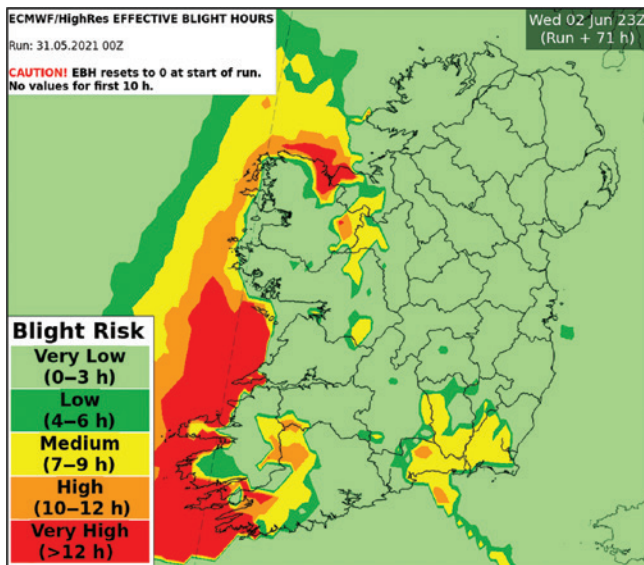 ECMWF/HighRes EFFECTIVE BLIGHT HOURS
Run: 31.05.2021 00Z
CAUTION! EBH resets to 0 at start of run.
No values for first 10 h.
Wed 02 Jun 23Z
(Run + 71 h)
Blight Risk
Very Low
(0−3 h)
Low
(4−6 h)
Medium
(7−9 h)
High
(10−12 h)
Very High
(>12 h)